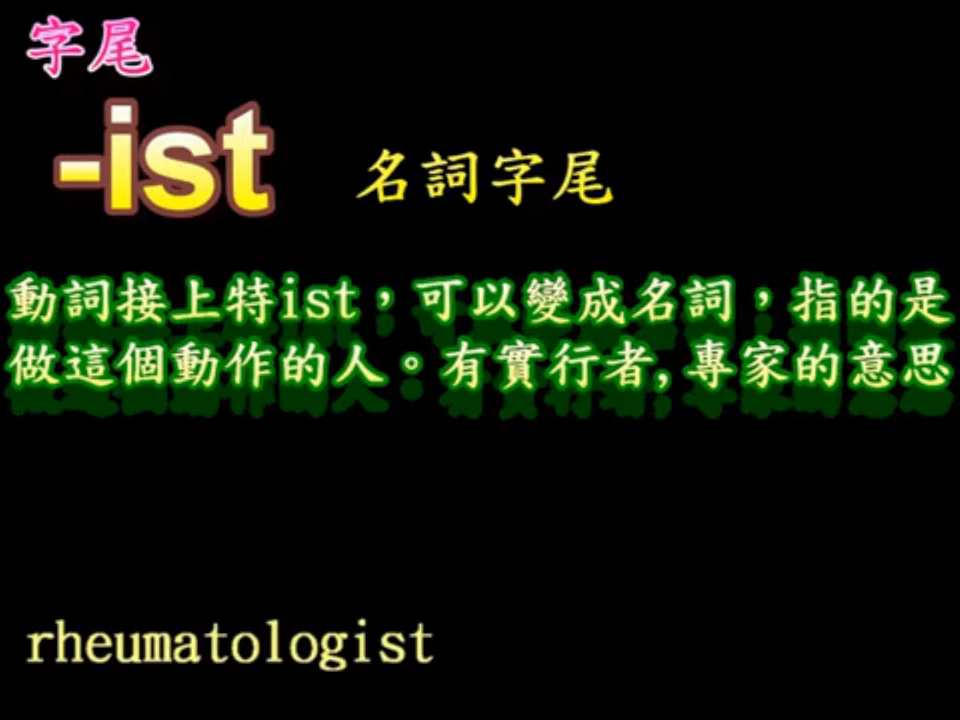 字尾
-ist 名詞字尾
動詞接上特ist，可以變成名詞，指的是
做這個動作的人。有實行者,專家的意思
rheumatologist